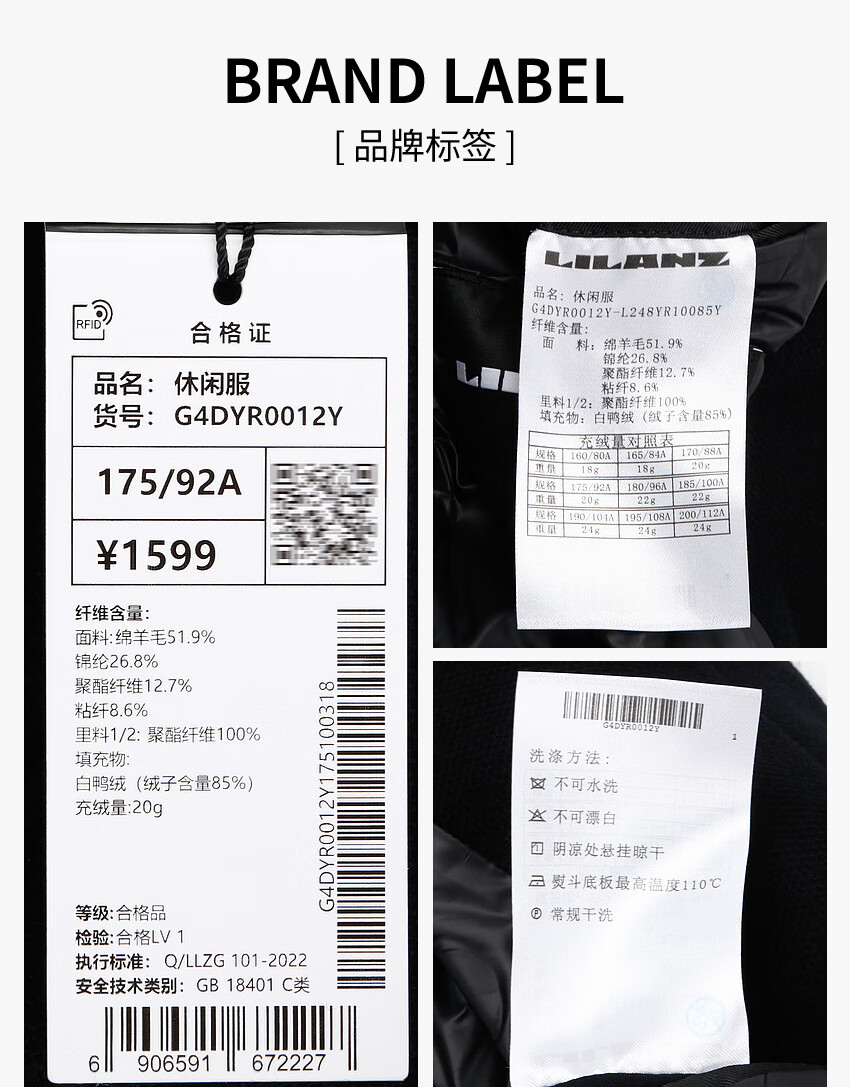 BRAND LABEL
[ 品牌标签 ]
RFID
合格证
品名： 休闲服
货号： G4DYR0012Y
175/92A
¥1599
纤维含量:
面料:绵羊毛51.9%
锦纶26.8%
聚酯纤维12.7%
粘纤8.6%
里料1/2: 聚酯纤维100%
填充物:
白鸭绒（绒子含量85%）
充绒量:20g
G4DYR0012Y175100318
等级:合格品
检验:合格LV 1
执行标准： Q/LLZG 101-2022
安全技术类别: GB 18401 C类
6 906591 672227
LILANZ
品名: 休闲服
G4DYR0012Y-L248YR10085Y
纤维含量:
面 料: 绵羊毛51.9%
锦纶26.8%
聚酯纤维12.7%
粘纤8.6%
里料1/2: 聚酯纤维100%
填充物: 白鸭绒（绒子含量85%）
充绒量对照表
规格 160/80A 165/84A 170/88A
重量 18g 18g 20g
规格 175/92A 180/96A 185/100A
重量 20g 22g 22g
规格 190/104A 195/108A 200/112A
重量 24g 24g 24g
G4DYR0012Y
1
洗涤方法:
不可水洗
不可漂白
阴凉处悬挂晾干
熨斗底板最高温度110℃
常规干洗